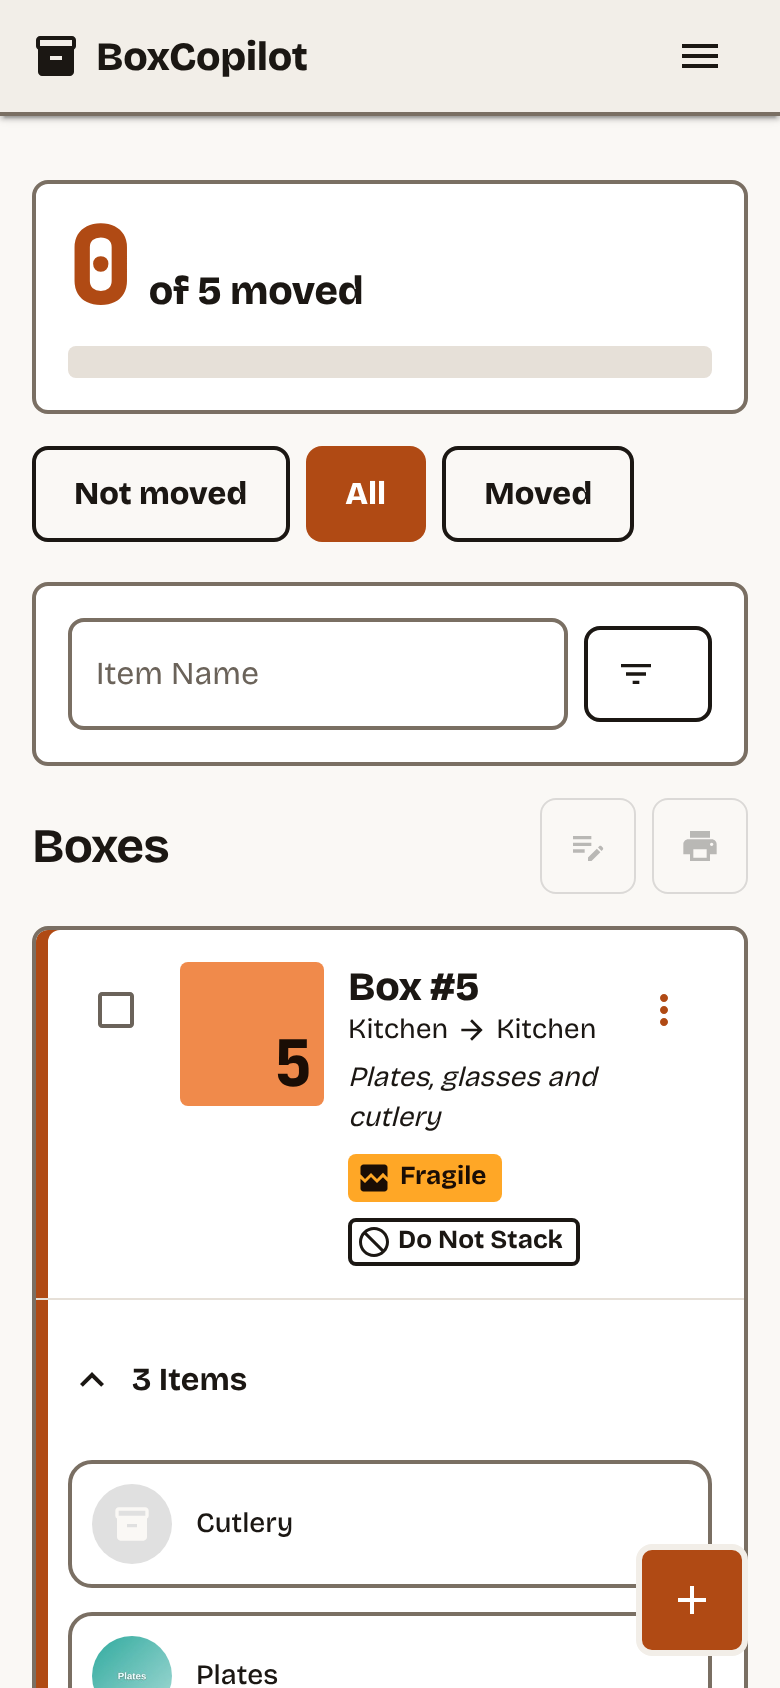 BoxCopilot
0 of 5 moved
Not moved
All
Moved
Item Name
Boxes
5
Box #5
Kitchen → Kitchen
Plates, glasses and
cutlery
Fragile
Do Not Stack
3 Items
Cutlery
Plates
Plates